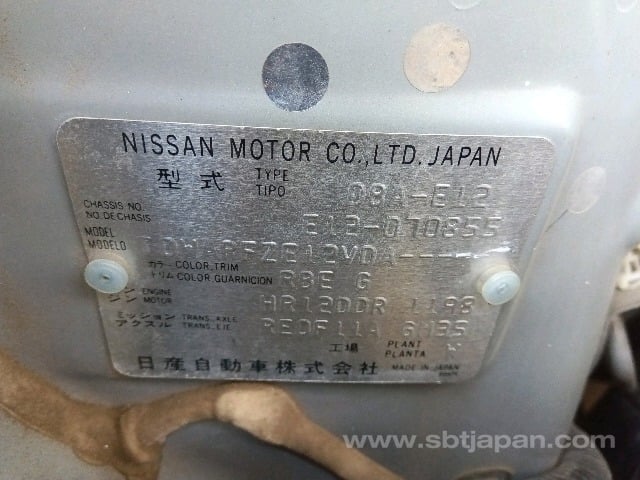 NISSAN MOTOR CO.,LTD. JAPAN
型式 TYPE TIPO DBA-E12
CHASSIS NO. NO. DE CHASIS E12-070855
MODEL MODELO
カラー COLOR, TRIM トリム COLOR, GUARNICION RBE G
エンジン ENGINE MOTOR HR12DDR 1198
ミッション TRANS. AXLE アクスル TRANS. EJE RE0F11A
工場 PLANT PLANTA W
日産自動車株式会社 MADE IN JAPAN
www.sbtjapan.com